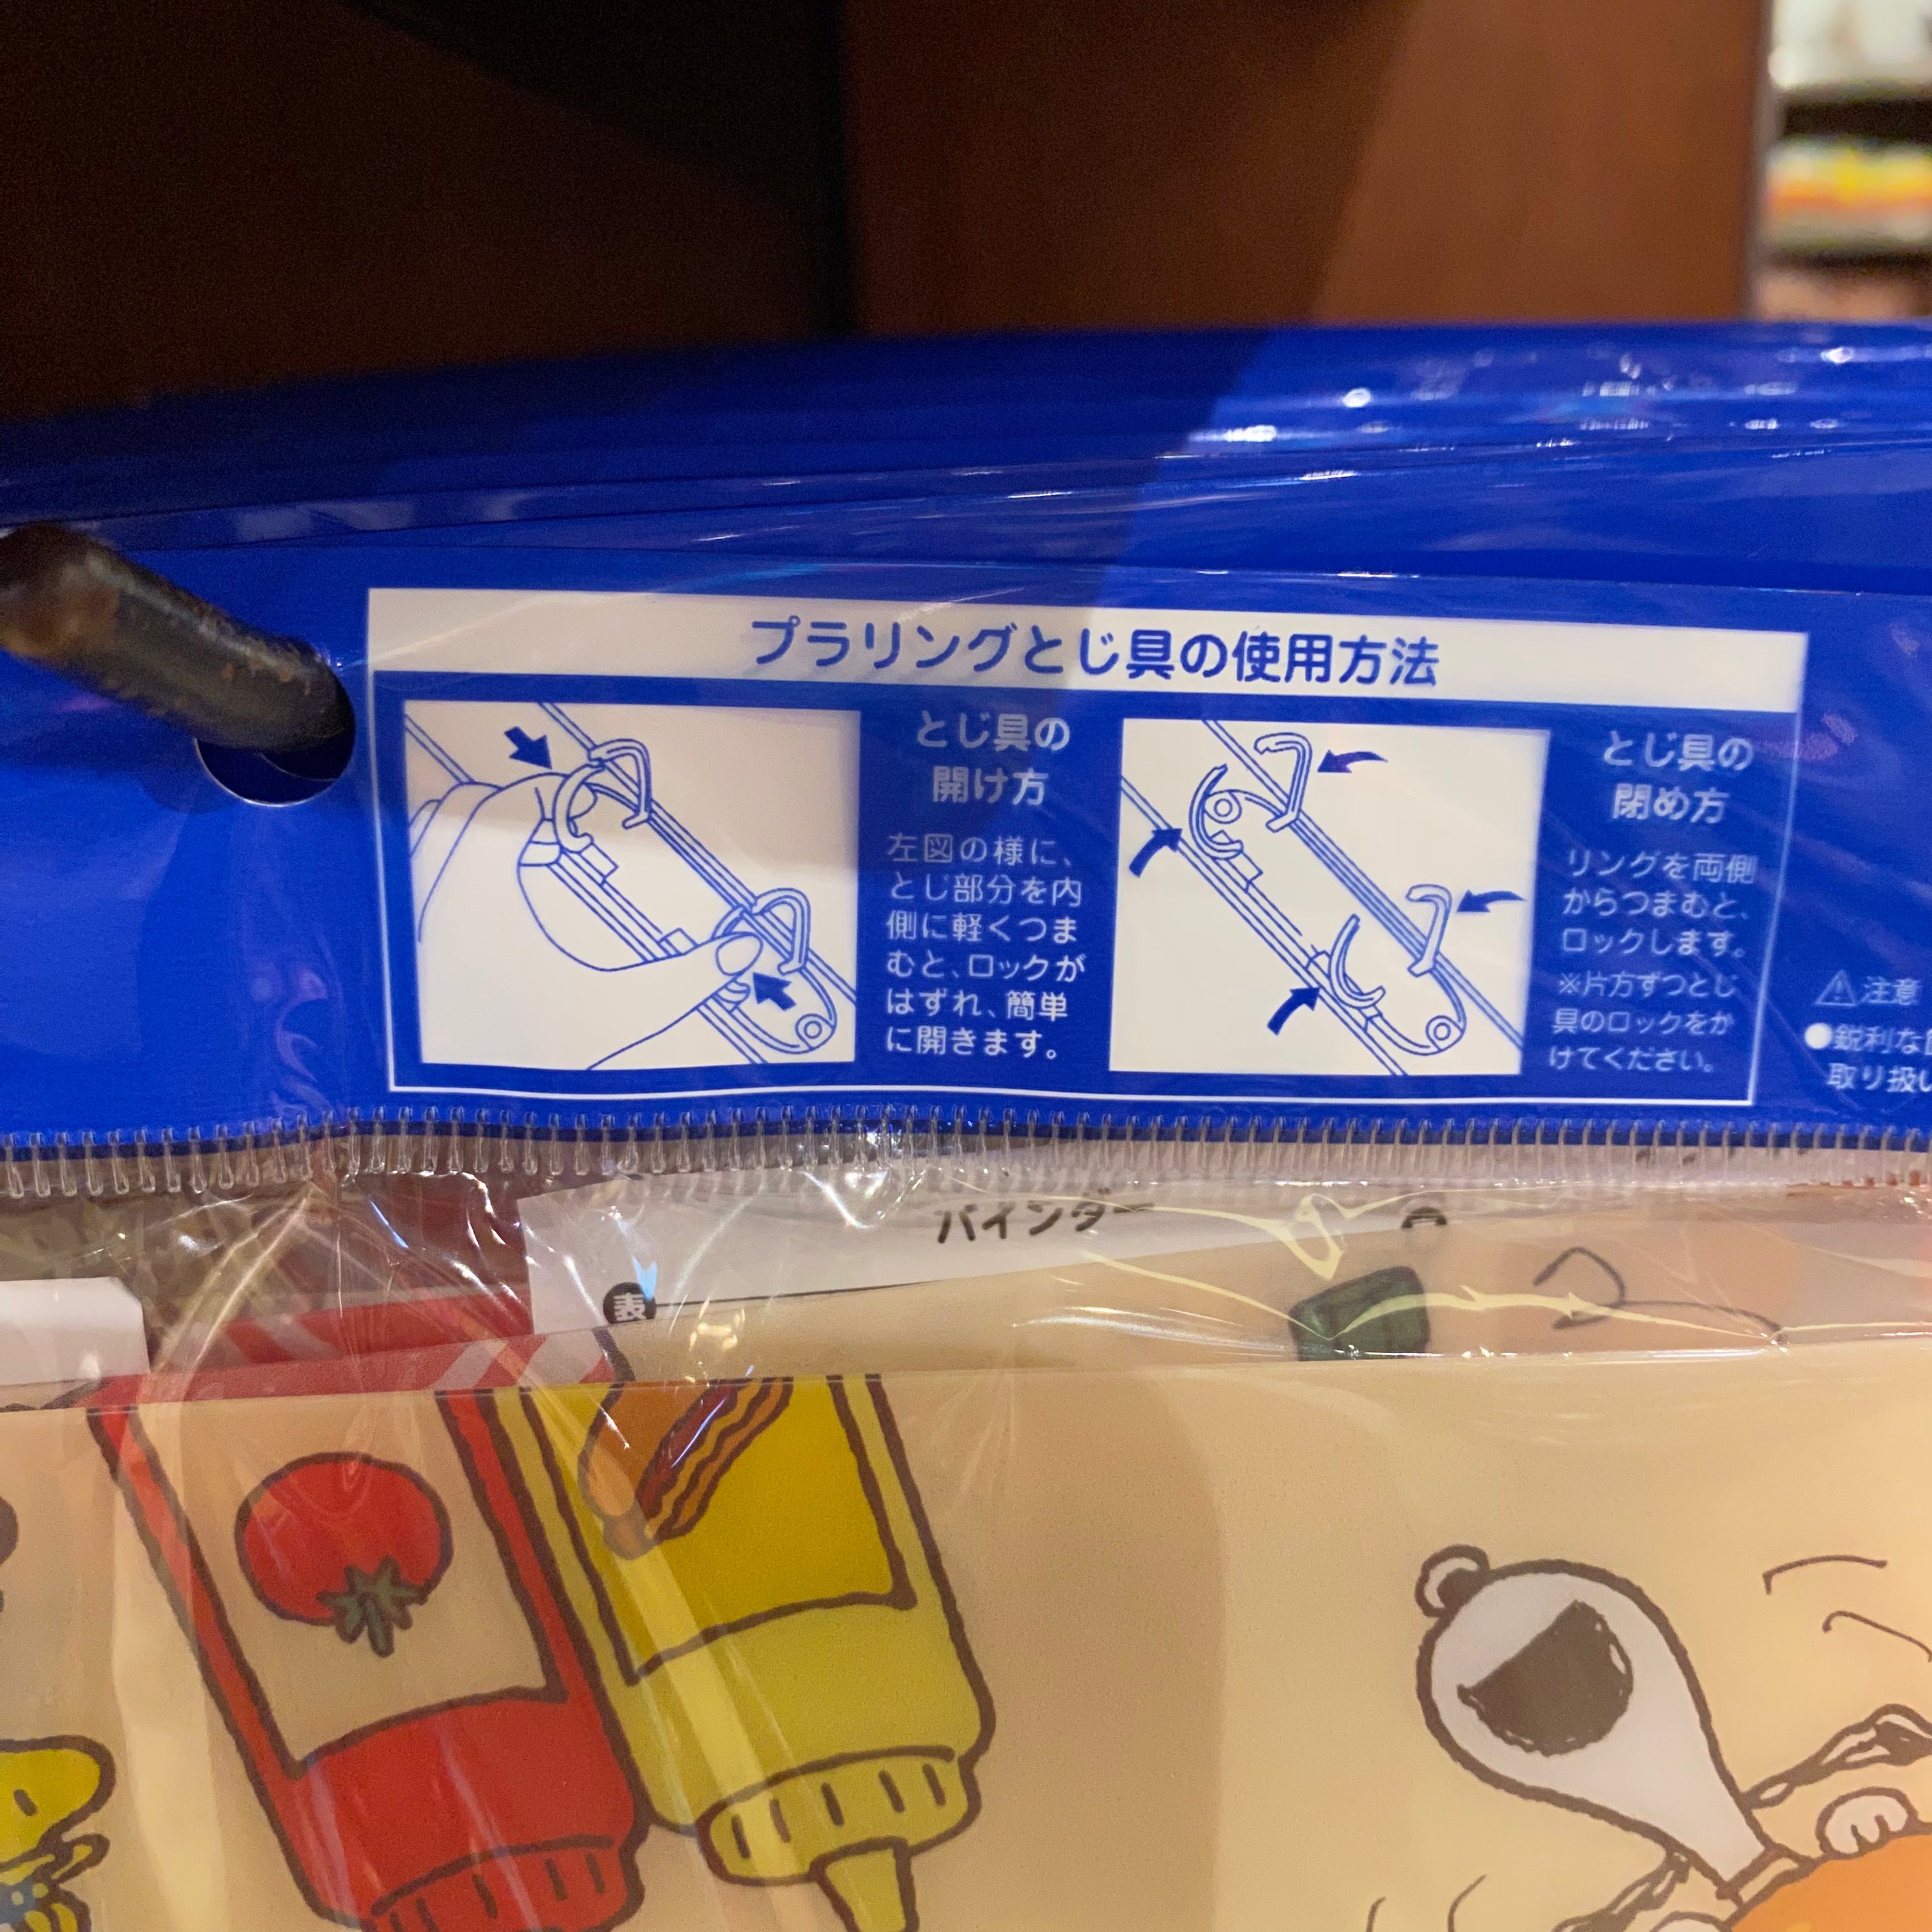 プラリングとじ具の使用方法
とじ具の
開け方
左図の様に、
とじ部分を内
側に軽くつま
むと、ロックが
はずれ、簡単
に開きます。
とじ具の
閉め方
リングを両側
からつまむと、
ロックします。
※片方ずつとじ
具のロックをか
けてください。
⚠注意
●鋭利な
取り扱い
バインダー
表